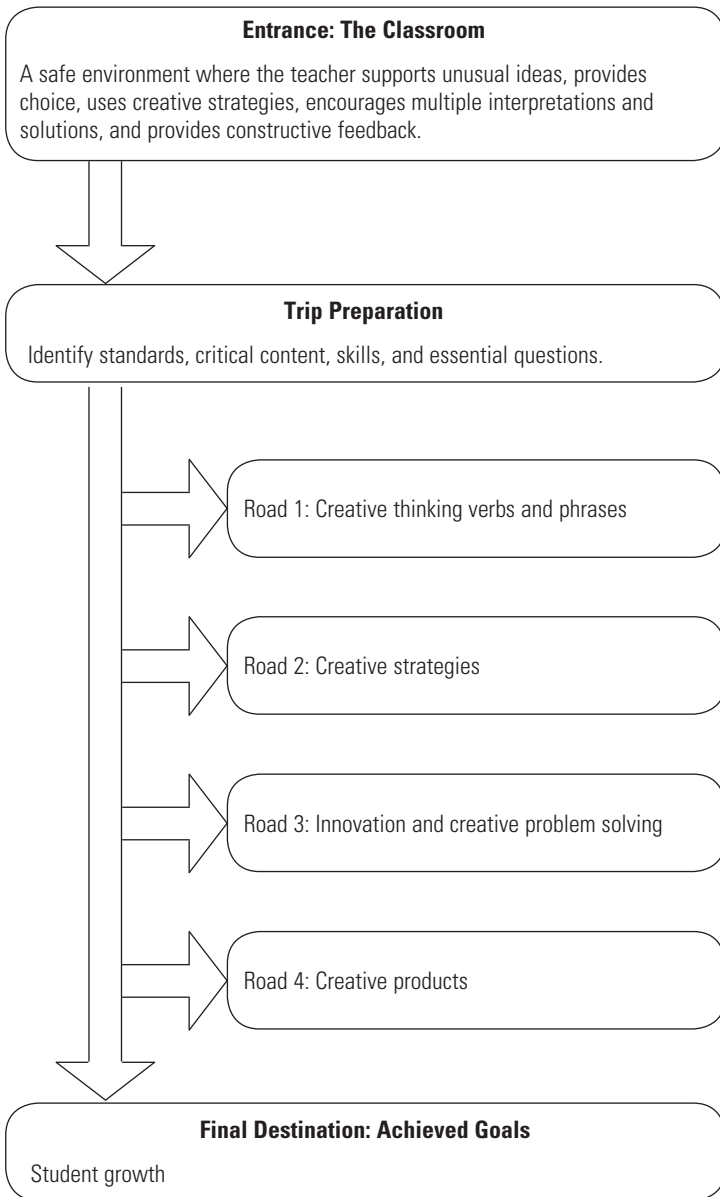 Entrance: The Classroom
A safe environment where the teacher supports unusual ideas, provides
choice, uses creative strategies, encourages multiple interpretations and
solutions, and provides constructive feedback.
Trip Preparation
Identify standards, critical content, skills, and essential questions.
Road 1: Creative thinking verbs and phrases
Road 2: Creative strategies
Road 3: Innovation and creative problem solving
Road 4: Creative products
Final Destination: Achieved Goals
Student growth